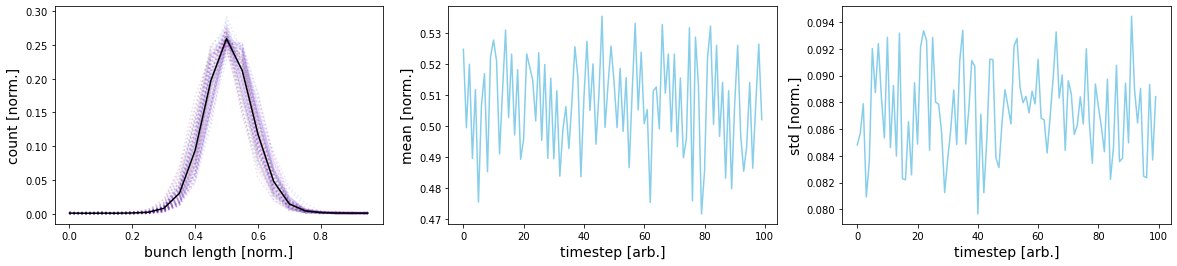 0.30
0.25
0.20
0.15
0.10
0.05
0.00
count [norm.]
0.0 0.2 0.4 0.6 0.8
bunch length [norm.]
0.53
0.52
0.51
0.50
0.49
0.48
0.47
mean [norm.]
0 20 40 60 80 100
timestep [arb.]
0.094
0.092
0.090
0.088
0.086
0.084
0.082
0.080
std [norm.]
0 20 40 60 80 100
timestep [arb.]